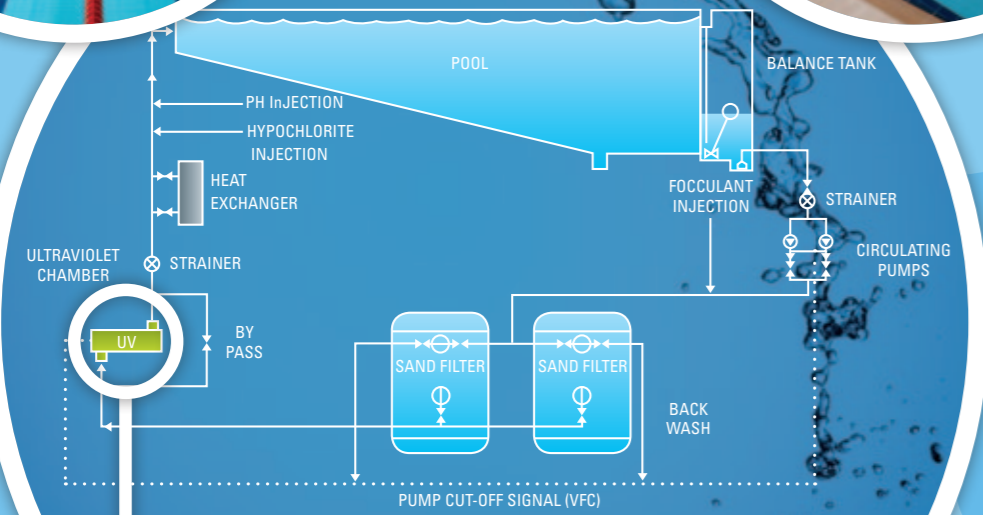 POOL
BALANCE TANK
PH InJECTION
HYPOCHLORITE
INJECTION
HEAT
EXCHANGER
FOCCULANT
INJECTION
STRAINER
ULTRAVIOLET
CHAMBER
STRAINER
CIRCULATING
PUMPS
UV
BY
PASS
SAND FILTER
SAND FILTER
BACK
WASH
PUMP CUT-OFF SIGNAL (VFC)